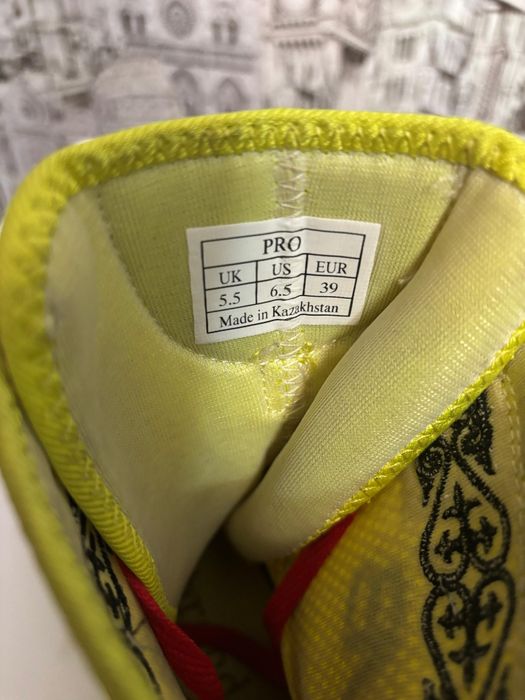 PRO
UK US EUR
5.5 6.5 39
Made in Kazakhstan